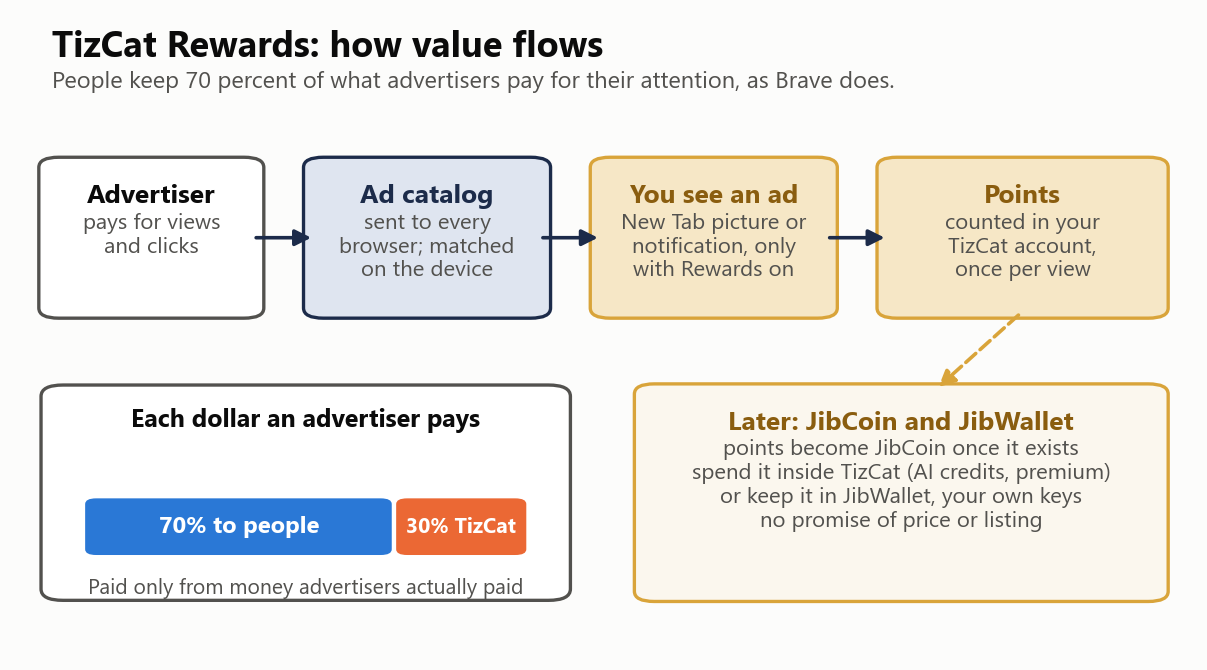 TizCat Rewards: how value flows
People keep 70 percent of what advertisers pay for their attention, as Brave does.
Advertiser
pays for views
and clicks
Ad catalog
sent to every
browser; matched
on the device
You see an ad
New Tab picture or
notification, only
with Rewards on
Points
counted in your
TizCat account,
once per view
Each dollar an advertiser pays
70% to people
30% TizCat
Paid only from money advertisers actually paid
Later: JibCoin and JibWallet
points become JibCoin once it exists
spend it inside TizCat (AI credits, premium)
or keep it in JibWallet, your own keys
no promise of price or listing